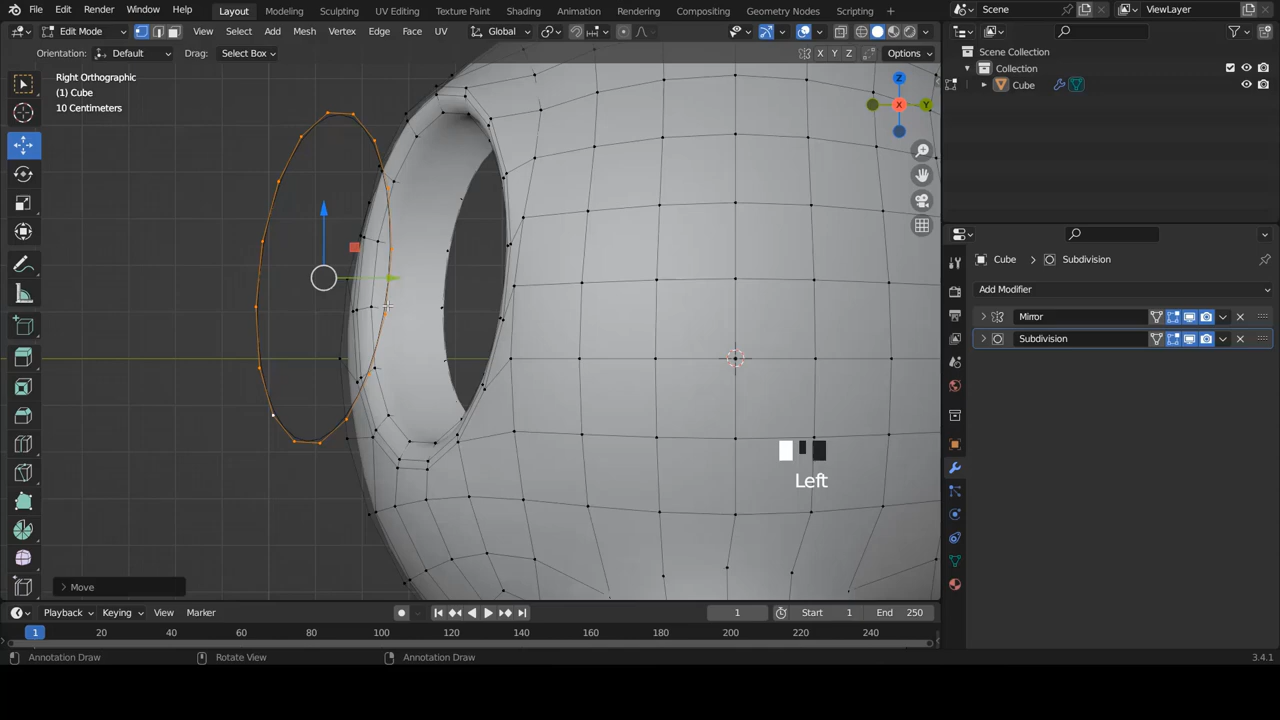 File Edit Render Window Help Layout Modeling Sculpting UV Editing Texture Paint Shading Animation Rendering Compositing Geometry Nodes Scripting Scene ViewLayer
Edit Mode View Select Add Mesh Vertex Edge Face UV Global
Orientation: Default Drag: Select Box X Y Z Options
Right Orthographic
(1) Cube
10 Centimeters
Z
Y
X
Scene Collection
Collection
Cube
Cube Subdivision
Add Modifier
Mirror
Subdivision
Left
Move
Playback Keying View Marker 1 Start 1 End 250
1 20 40 60 80 100 120 140 160 180 200 220 240
Annotation Draw Rotate View Annotation Draw 3.4.1